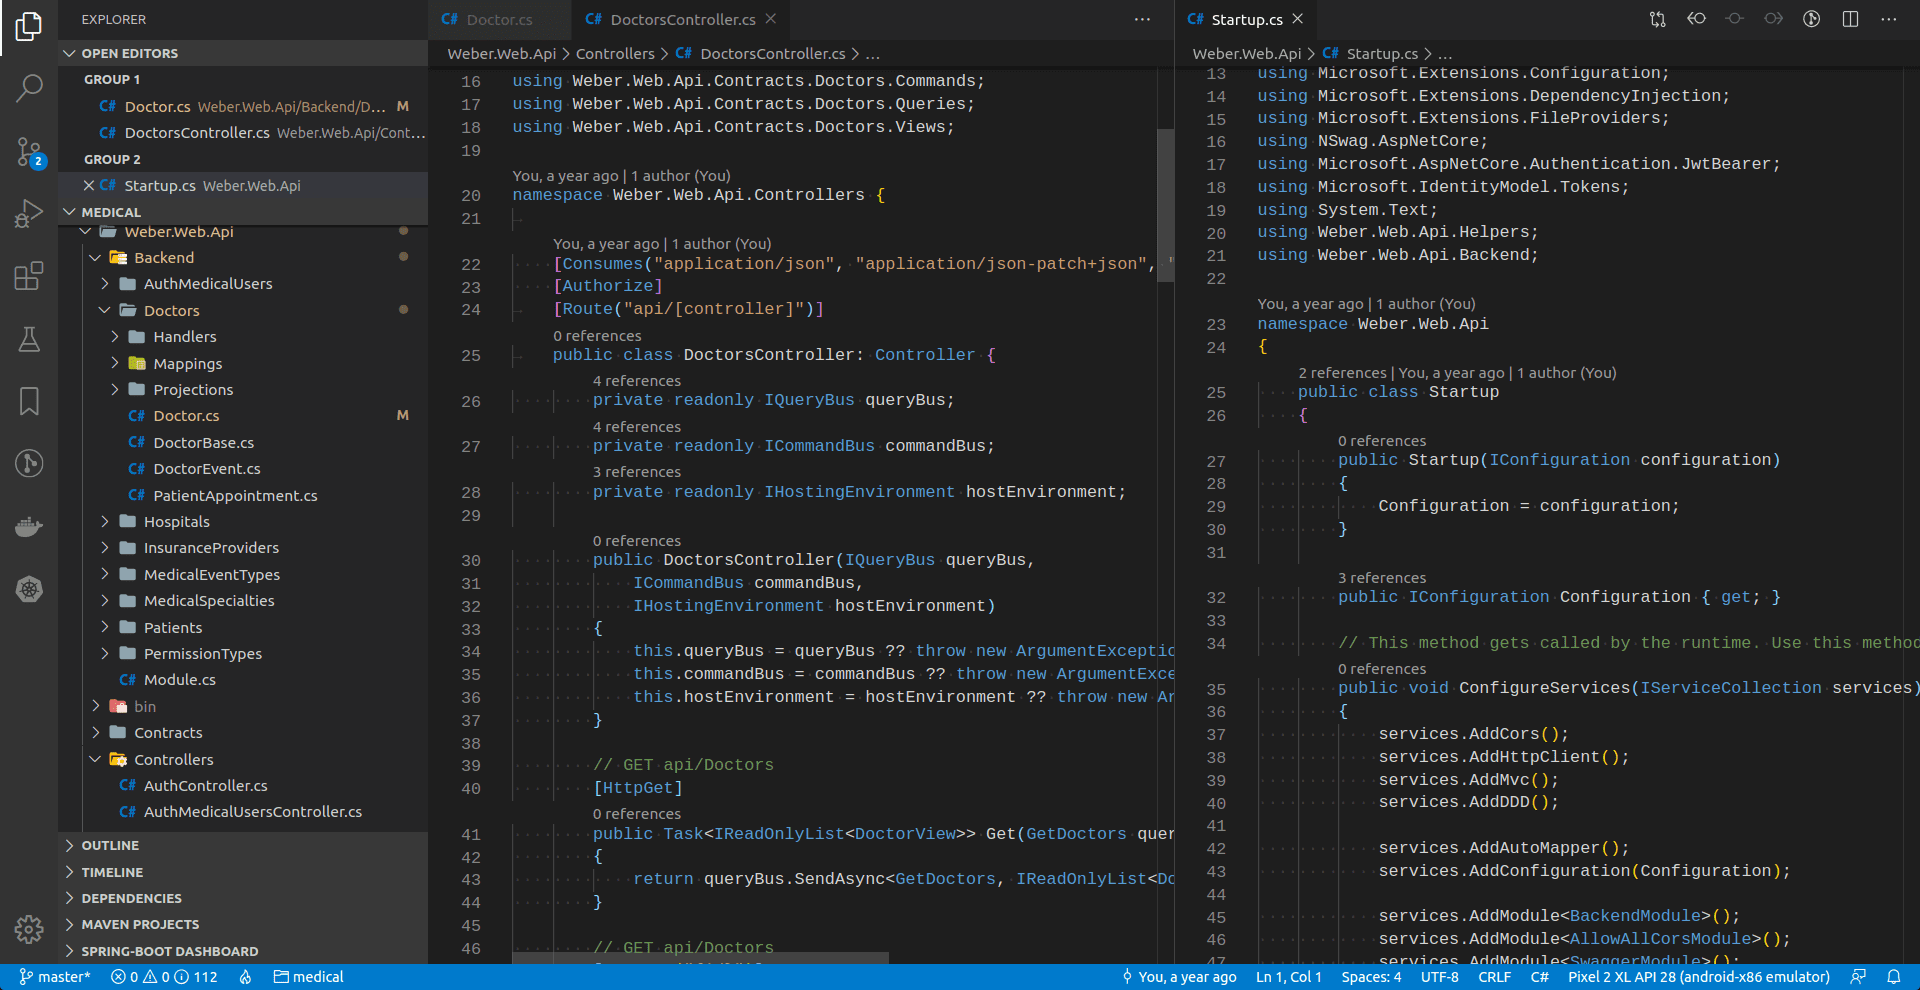 EXPLORER
OPEN EDITORS
GROUP 1
C# Doctor.cs Weber.Web.Api/Backend/D... M
C# DoctorsController.cs Weber.Web.Api/Cont...
GROUP 2
C# Startup.cs Weber.Web.Api
MEDICAL
Weber.Web.Api
Backend
AuthMedicalUsers
Doctors
Handlers
Mappings
Projections
C# Doctor.cs M
C# DoctorBase.cs
C# DoctorEvent.cs
C# PatientAppointment.cs
Hospitals
InsuranceProviders
MedicalEventTypes
MedicalSpecialties
Patients
PermissionTypes
C# Module.cs
bin
Contracts
Controllers
C# AuthController.cs
C# AuthMedicalUsersController.cs
OUTLINE
TIMELINE
DEPENDENCIES
MAVEN PROJECTS
SPRING-BOOT DASHBOARD
2
C# Doctor.cs
C# DoctorsController.cs
Weber.Web.Api > Controllers > C# DoctorsController.cs > ...
16 using Weber.Web.Api.Contracts.Doctors.Commands;
17 using Weber.Web.Api.Contracts.Doctors.Queries;
18 using Weber.Web.Api.Contracts.Doctors.Views;
19
You, a year ago | 1 author (You)
20 namespace Weber.Web.Api.Controllers {
21
You, a year ago | 1 author (You)
22 [Consumes("application/json", "application/json-patch+json", "
23 [Authorize]
24 [Route("api/[controller]")]
0 references
25 public class DoctorsController: Controller {
4 references
26 private readonly IQueryBus queryBus;
4 references
27 private readonly ICommandBus commandBus;
3 references
28 private readonly IHostingEnvironment hostEnvironment;
29
0 references
30 public DoctorsController(IQueryBus queryBus,
31 ICommandBus commandBus,
32 IHostingEnvironment hostEnvironment)
33 {
34 this.queryBus = queryBus ?? throw new ArgumentExceptio
35 this.commandBus = commandBus ?? throw new ArgumentExce
36 this.hostEnvironment = hostEnvironment ?? throw new Ar
37 }
38
39 // GET api/Doctors
40 [HttpGet]
0 references
41 public Task<IReadOnlyList<DoctorView>> Get(GetDoctors quer
42 {
43 return queryBus.SendAsync<GetDoctors, IReadOnlyList<Do
44 }
45
46 // GET api/Doctors
C# Startup.cs
Weber.Web.Api > C# Startup.cs > ...
13 using Microsoft.Extensions.Configuration;
14 using Microsoft.Extensions.DependencyInjection;
15 using Microsoft.Extensions.FileProviders;
16 using NSwag.AspNetCore;
17 using Microsoft.AspNetCore.Authentication.JwtBearer;
18 using Microsoft.IdentityModel.Tokens;
19 using System.Text;
20 using Weber.Web.Api.Helpers;
21 using Weber.Web.Api.Backend;
22
You, a year ago | 1 author (You)
23 namespace Weber.Web.Api
24 {
2 references | You, a year ago | 1 author (You)
25 public class Startup
26 {
0 references
27 public Startup(IConfiguration configuration)
28 {
29 Configuration = configuration;
30 }
31
3 references
32 public IConfiguration Configuration { get; }
33
34 // This method gets called by the runtime. Use this method
0 references
35 public void ConfigureServices(IServiceCollection services)
36 {
37 services.AddCors();
38 services.AddHttpClient();
39 services.AddMvc();
40 services.AddDDD();
41
42 services.AddAutoMapper();
43 services.AddConfiguration(Configuration);
44
45 services.AddModule<BackendModule>();
46 services.AddModule<AllowAllCorsModule>();
47 services.AddModule<SwaggerModule>();
master* 0 0 112 medical
You, a year ago Ln 1, Col 1 Spaces: 4 UTF-8 CRLF C# Pixel 2 XL API 28 (android-x86 emulator)